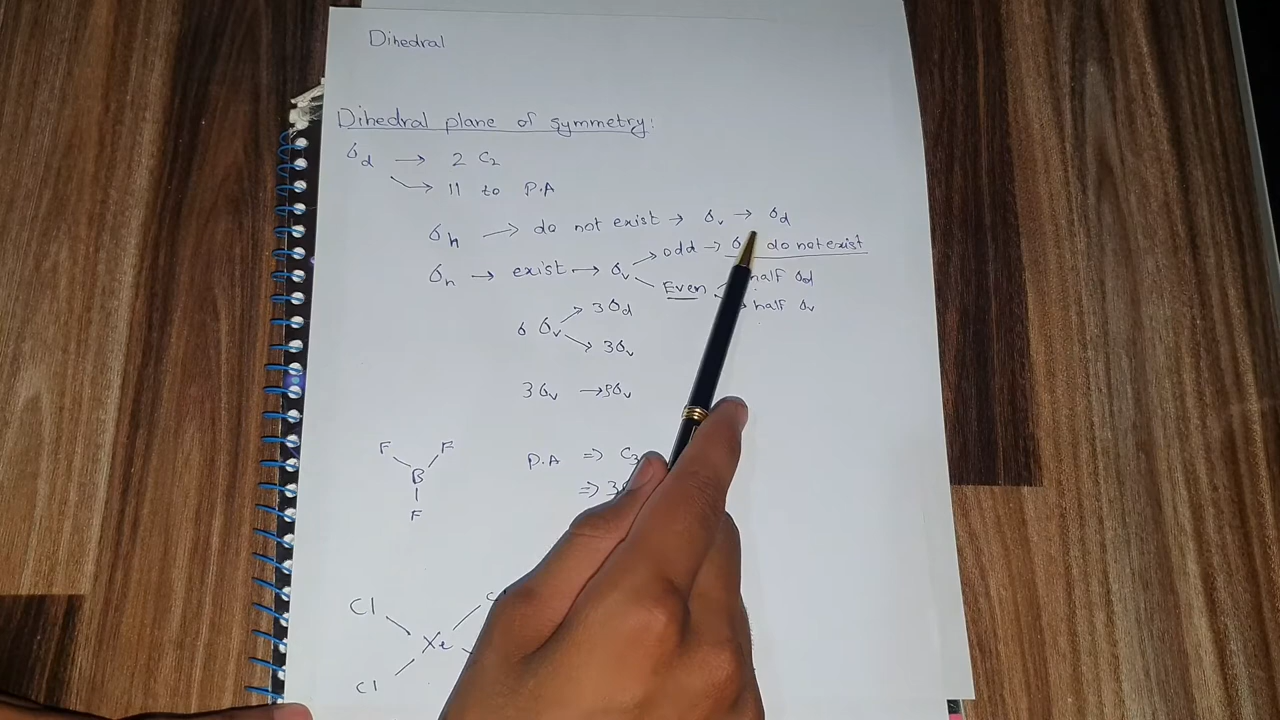 Dihedral
Dihedral plane of symmetry:
σd → 2 C2
→ 11 to P.A
σh → do not exist → σv → σd
σh → exist → σv → odd → σ do not exist
Even → half σd
→ half σv
6 σv → 3σd
→ 3σv
3σv → 3σv
F F
B
F
P.A ⇒ C3
⇒ 3
Cl
Xe
Cl